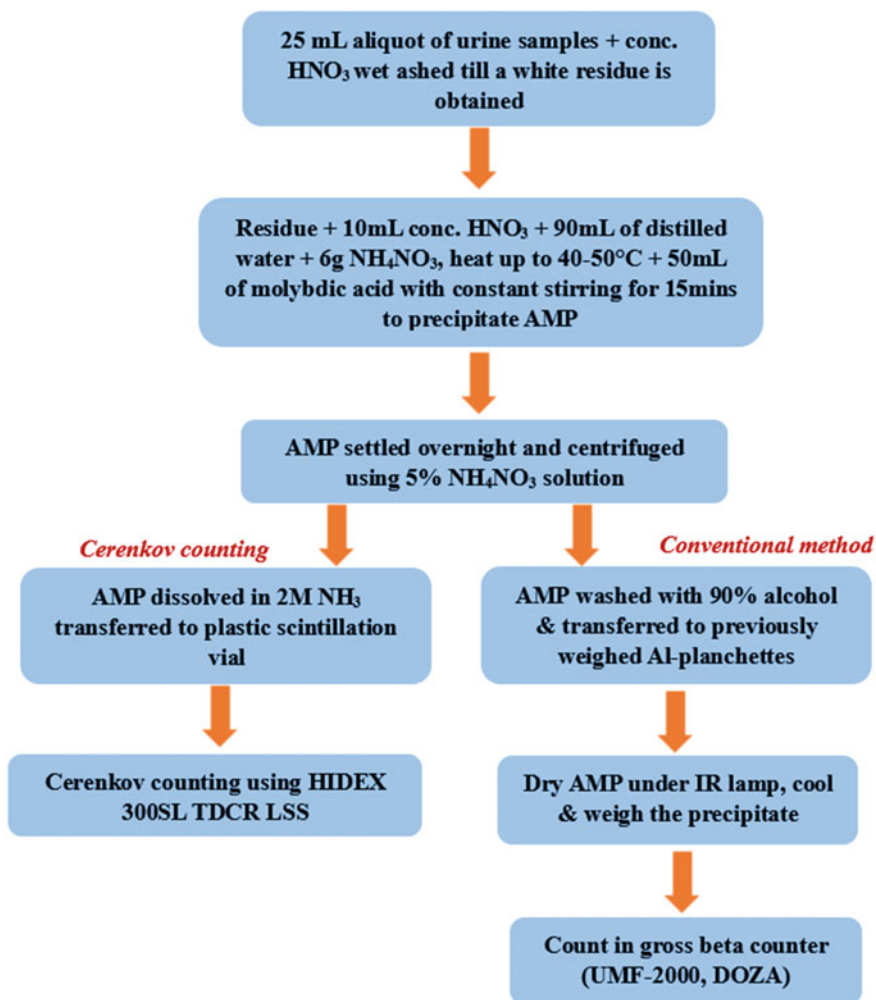 25 mL aliquot of urine samples + conc.
HNO₃ wet ashed till a white residue is
obtained
Residue + 10mL conc. HNO₃ + 90mL of distilled
water + 6g NH₄NO₃, heat up to 40-50°C + 50mL
of molybdic acid with constant stirring for 15mins
to precipitate AMP
AMP settled overnight and centrifuged
using 5% NH₄NO₃ solution
Cerenkov counting
Conventional method
AMP dissolved in 2M NH₃
transferred to plastic scintillation
vial
AMP washed with 90% alcohol
& transferred to previously
weighed Al-planchettes
Cerenkov counting using HIDEX
300SL TDCR LSS
Dry AMP under IR lamp, cool
& weigh the precipitate
Count in gross beta counter
(UMF-2000, DOZA)